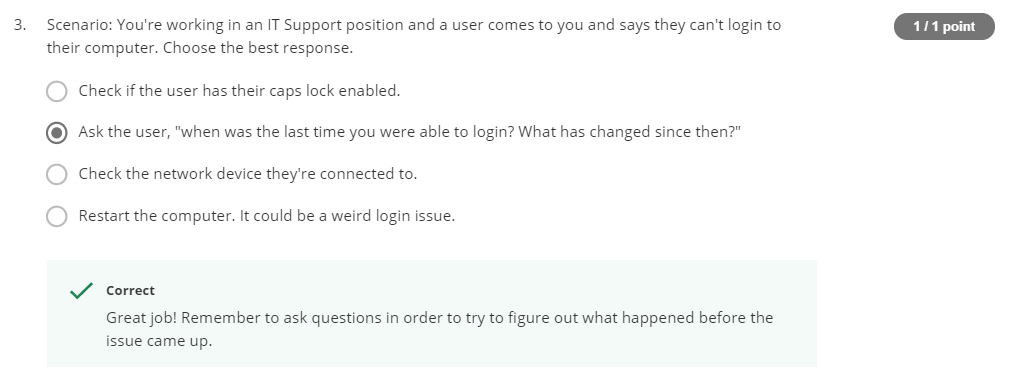 3. Scenario: You're working in an IT Support position and a user comes to you and says they can't login to
their computer. Choose the best response.
1 / 1 point
Check if the user has their caps lock enabled.
Ask the user, "when was the last time you were able to login? What has changed since then?"
Check the network device they're connected to.
Restart the computer. It could be a weird login issue.
Correct
Great job! Remember to ask questions in order to try to figure out what happened before the
issue came up.